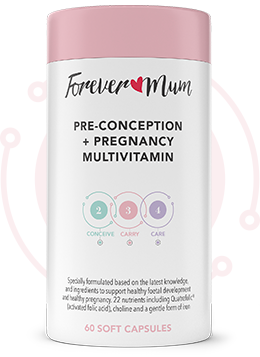 Forever Mum
PRE-CONCEPTION
+ PREGNANCY
MULTIVITAMIN
2 3 4
CONCEIVE CARRY CARE
Specially formulated based on the latest knowledge,
and ingredients to support healthy foetal development
and healthy pregnancy. 22 nutrients including Quatrefolic®
(activated folic acid), choline and a gentle form of iron
60 SOFT CAPSULES